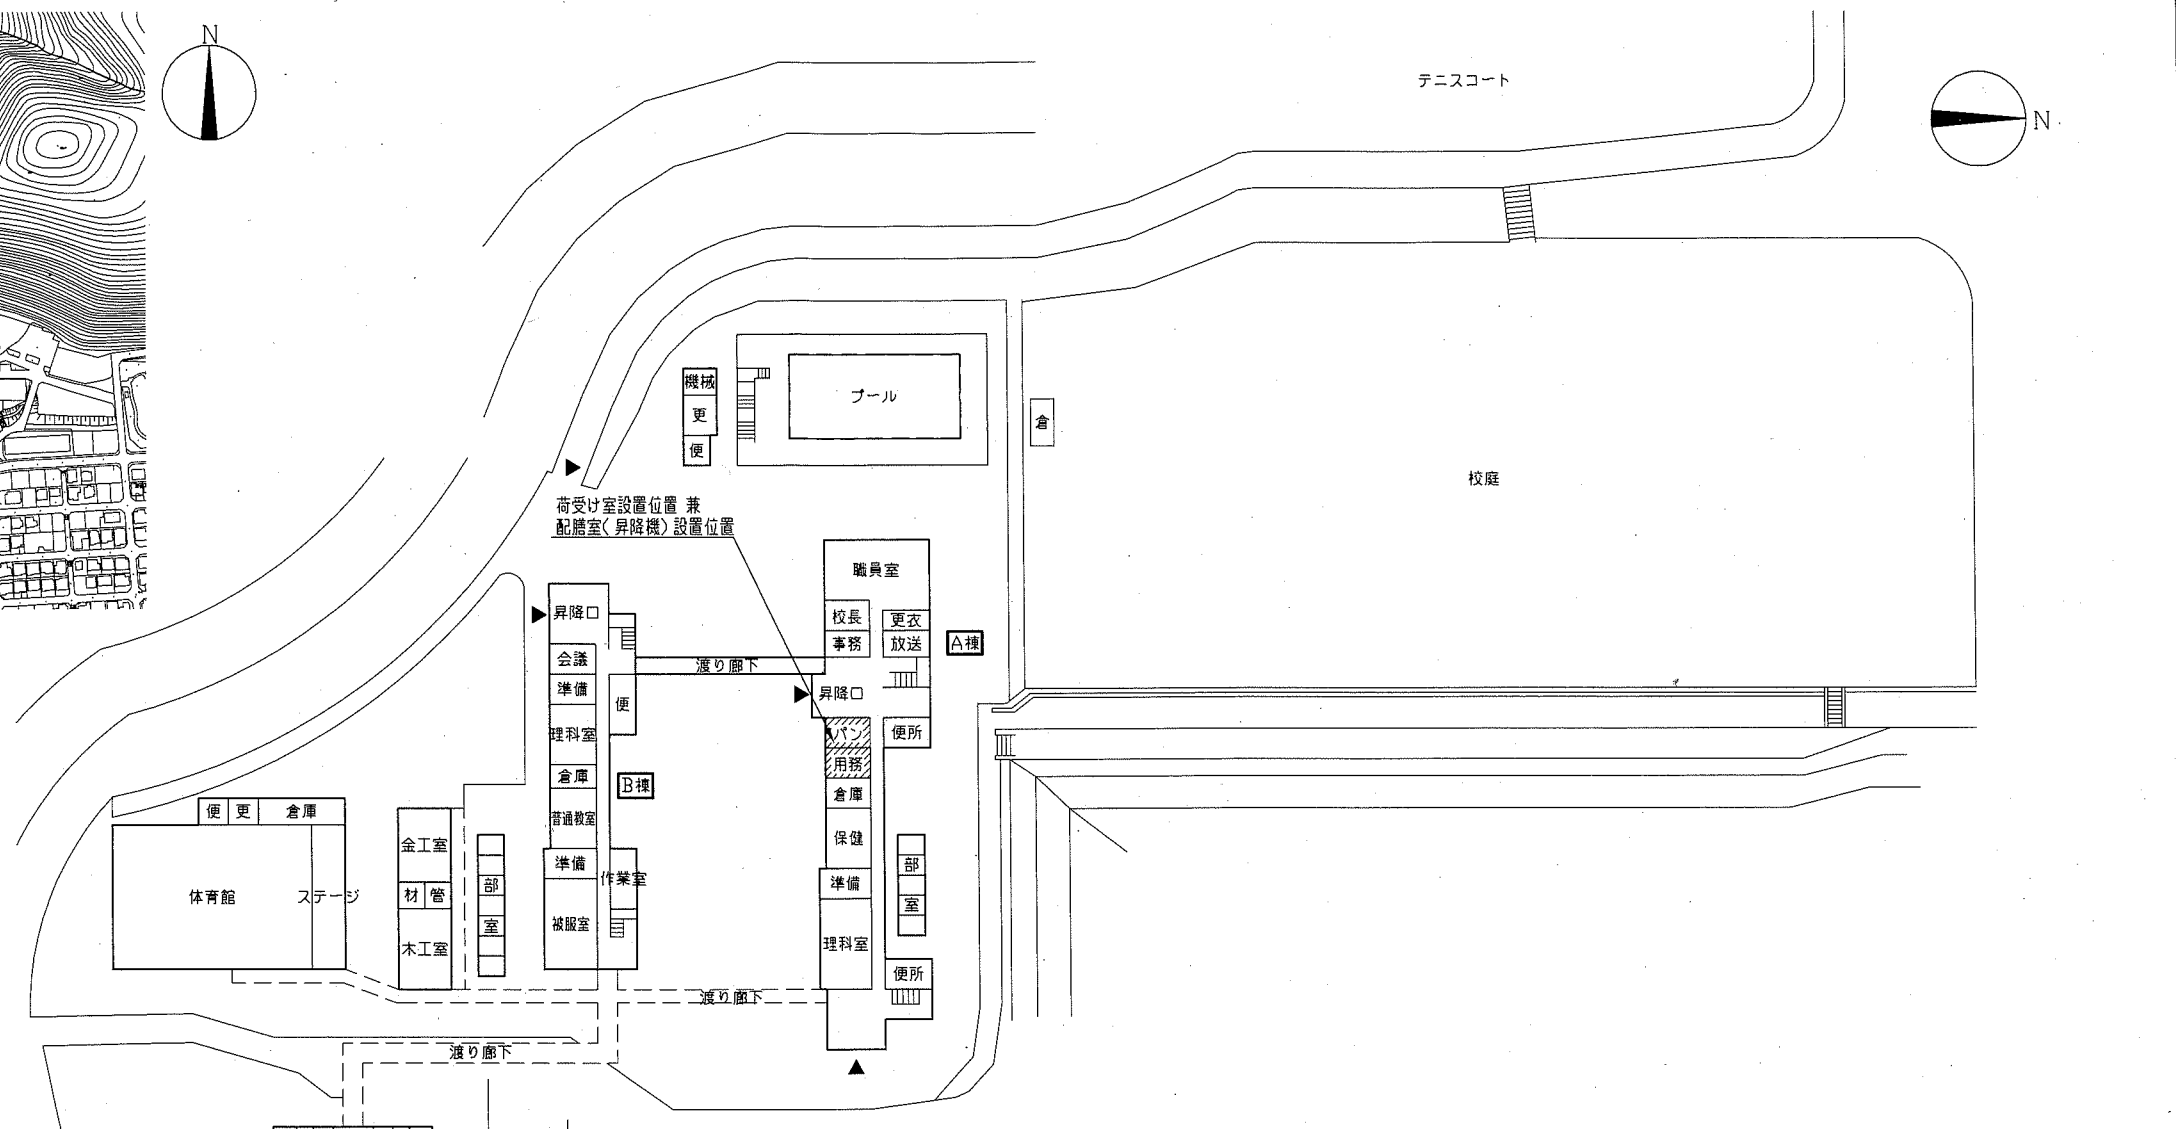 N
テニスコート
N
機械
更
便
プール
倉
校庭
荷受け室設置位置 兼
配膳室(昇降機)設置位置
職員室
校長
更衣
事務
放送
A棟
昇降口
会議
渡り廊下
準備
昇降口
便
理科室
パン
便所
用務
倉庫
B棟
倉庫
普通教室
保健
便
更
倉庫
金工室
準備
作業室
部
準備
部
材
管
体育館
ステージ
室
被服室
室
木工室
理科室
便所
渡り廊下
渡り廊下